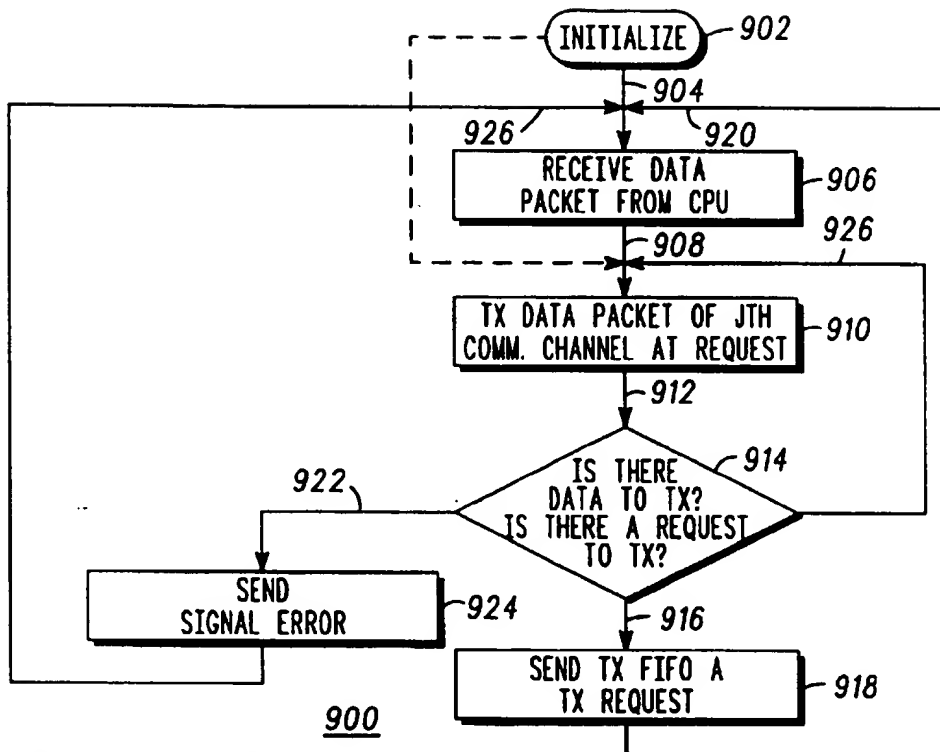 INITIALIZE
902
904
926
920
RECEIVE DATA
PACKET FROM CPU
906
908
926
TX DATA PACKET OF JTH
COMM. CHANNEL AT REQUEST
910
912
IS THERE
DATA TO TX?
IS THERE A REQUEST
TO TX?
914
922
SEND
SIGNAL ERROR
924
916
SEND TX FIFO A
TX REQUEST
918
900